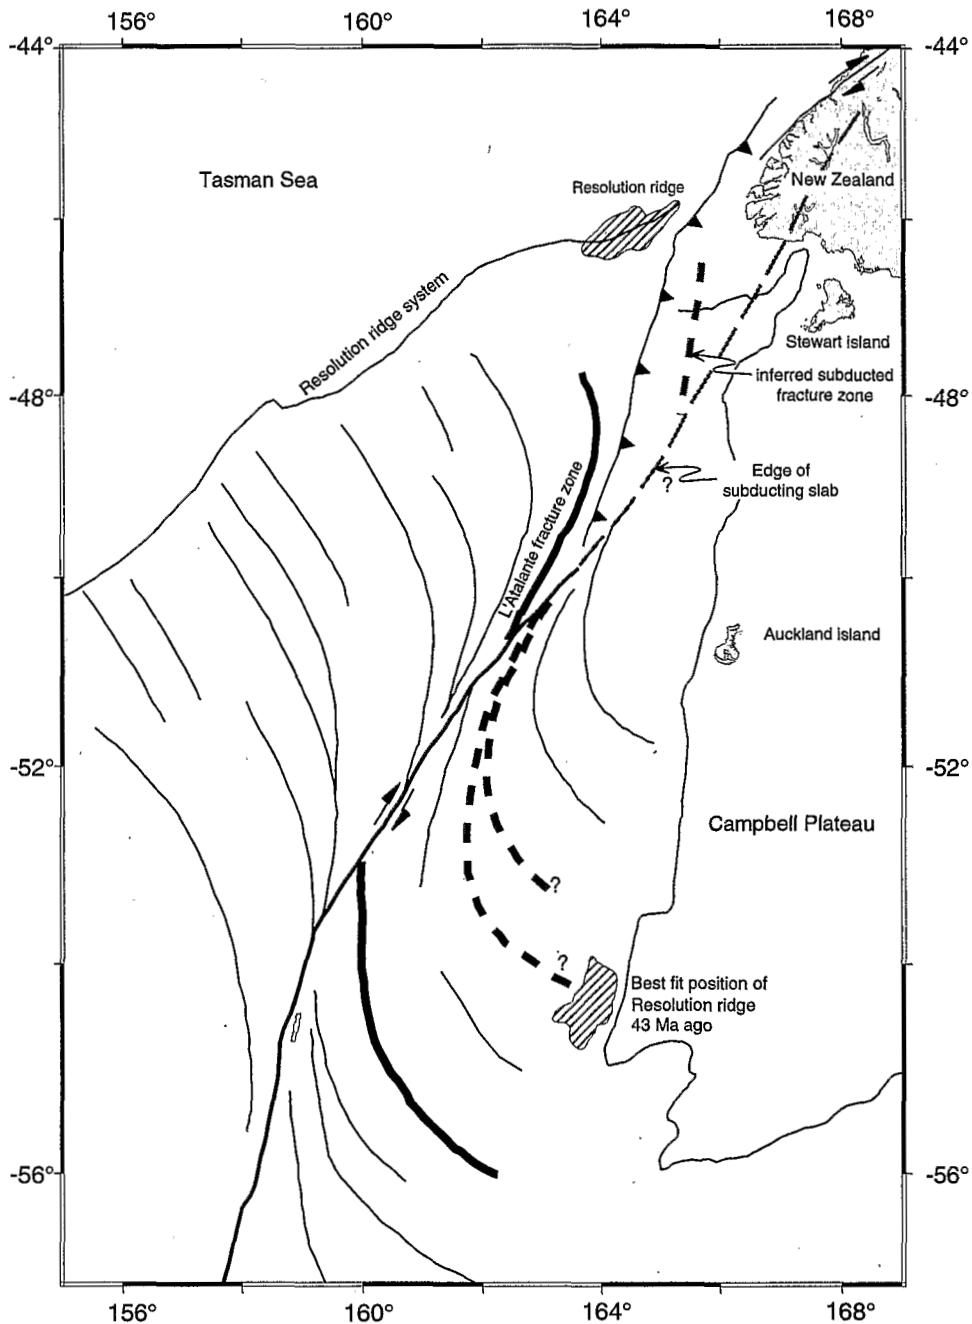 156° 160° 164° 168°
-44° -44°
Tasman Sea
Resolution ridge
New Zealand
Resolution ridge system
Stewart island
inferred subducted
fracture zone
-48° -48°
L'Atalante fracture zone
Edge of
subducting slab
?
Auckland island
-52° -52°
Campbell Plateau
?
?
Best fit position of
Resolution ridge
43 Ma ago
-56° -56°
156° 160° 164° 168°